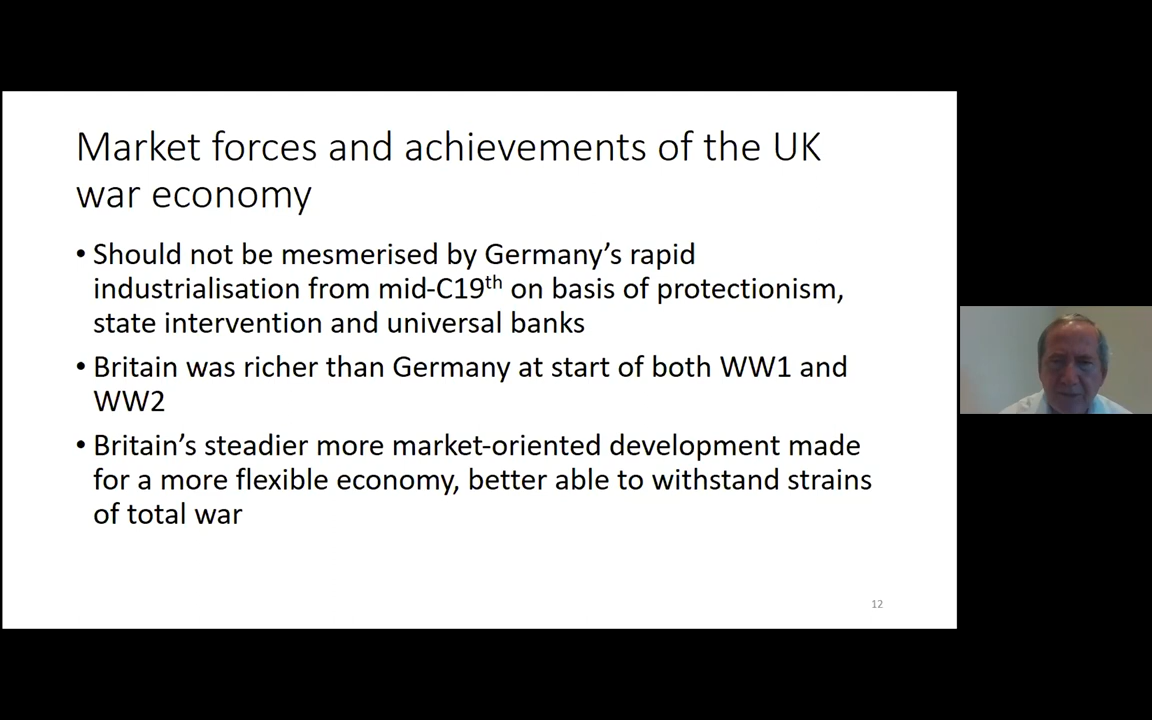 Market forces and achievements of the UK
war economy
• Should not be mesmerised by Germany’s rapid
industrialisation from mid-C19th on basis of protectionism,
state intervention and universal banks
• Britain was richer than Germany at start of both WW1 and
WW2
• Britain’s steadier more market-oriented development made
for a more flexible economy, better able to withstand strains
of total war
12